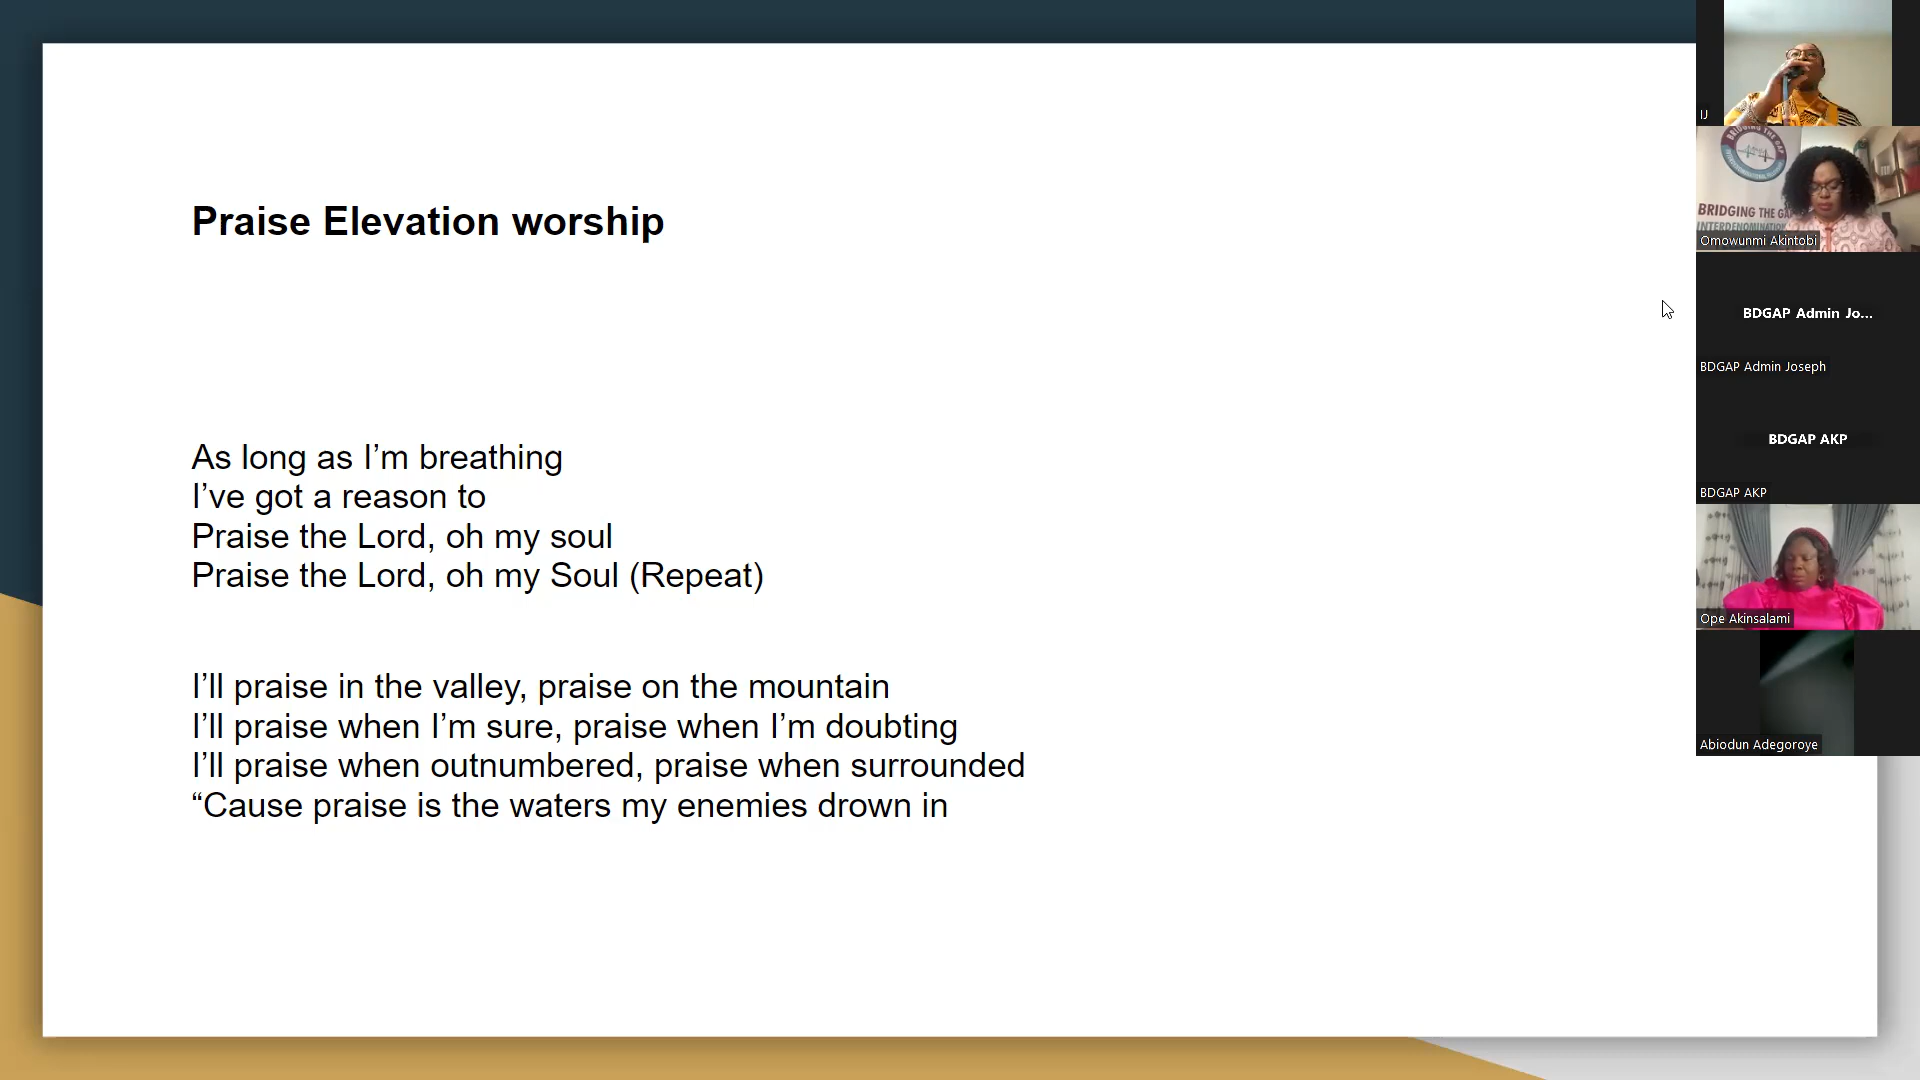 Praise Elevation worship
As long as I’m breathing
I’ve got a reason to
Praise the Lord, oh my soul
Praise the Lord, oh my Soul (Repeat)
I’ll praise in the valley, praise on the mountain
I’ll praise when I’m sure, praise when I’m doubting
I’ll praise when outnumbered, praise when surrounded
“Cause praise is the waters my enemies drown in
IJ
BRIDGING THE GAP
BRIDGING THE GA
INTERDENOMINATION
Omowunmi Akintobi
BDGAP Admin Jo...
BDGAP Admin Joseph
BDGAP AKP
BDGAP AKP
Ope Akinsalami
Abiodun Adegoroye